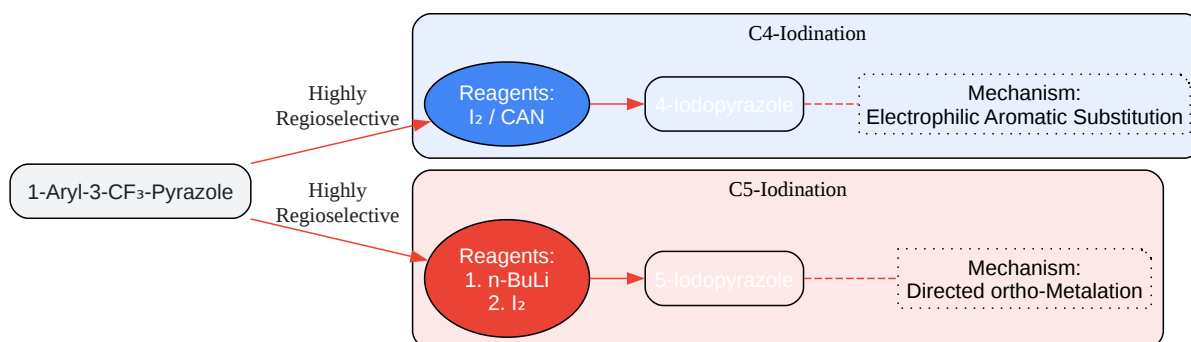 C4-Iodination
Highly
Regioselective
Reagents:
I₂ / CAN
4-Iodopyrazole
Mechanism:
Electrophilic Aromatic Substitution
1-Aryl-3-CF₃-Pyrazole
C5-Iodination
Highly
Regioselective
Reagents:
1. n-BuLi
2. I₂
5-Iodopyrazole
Mechanism:
Directed ortho-Metalation